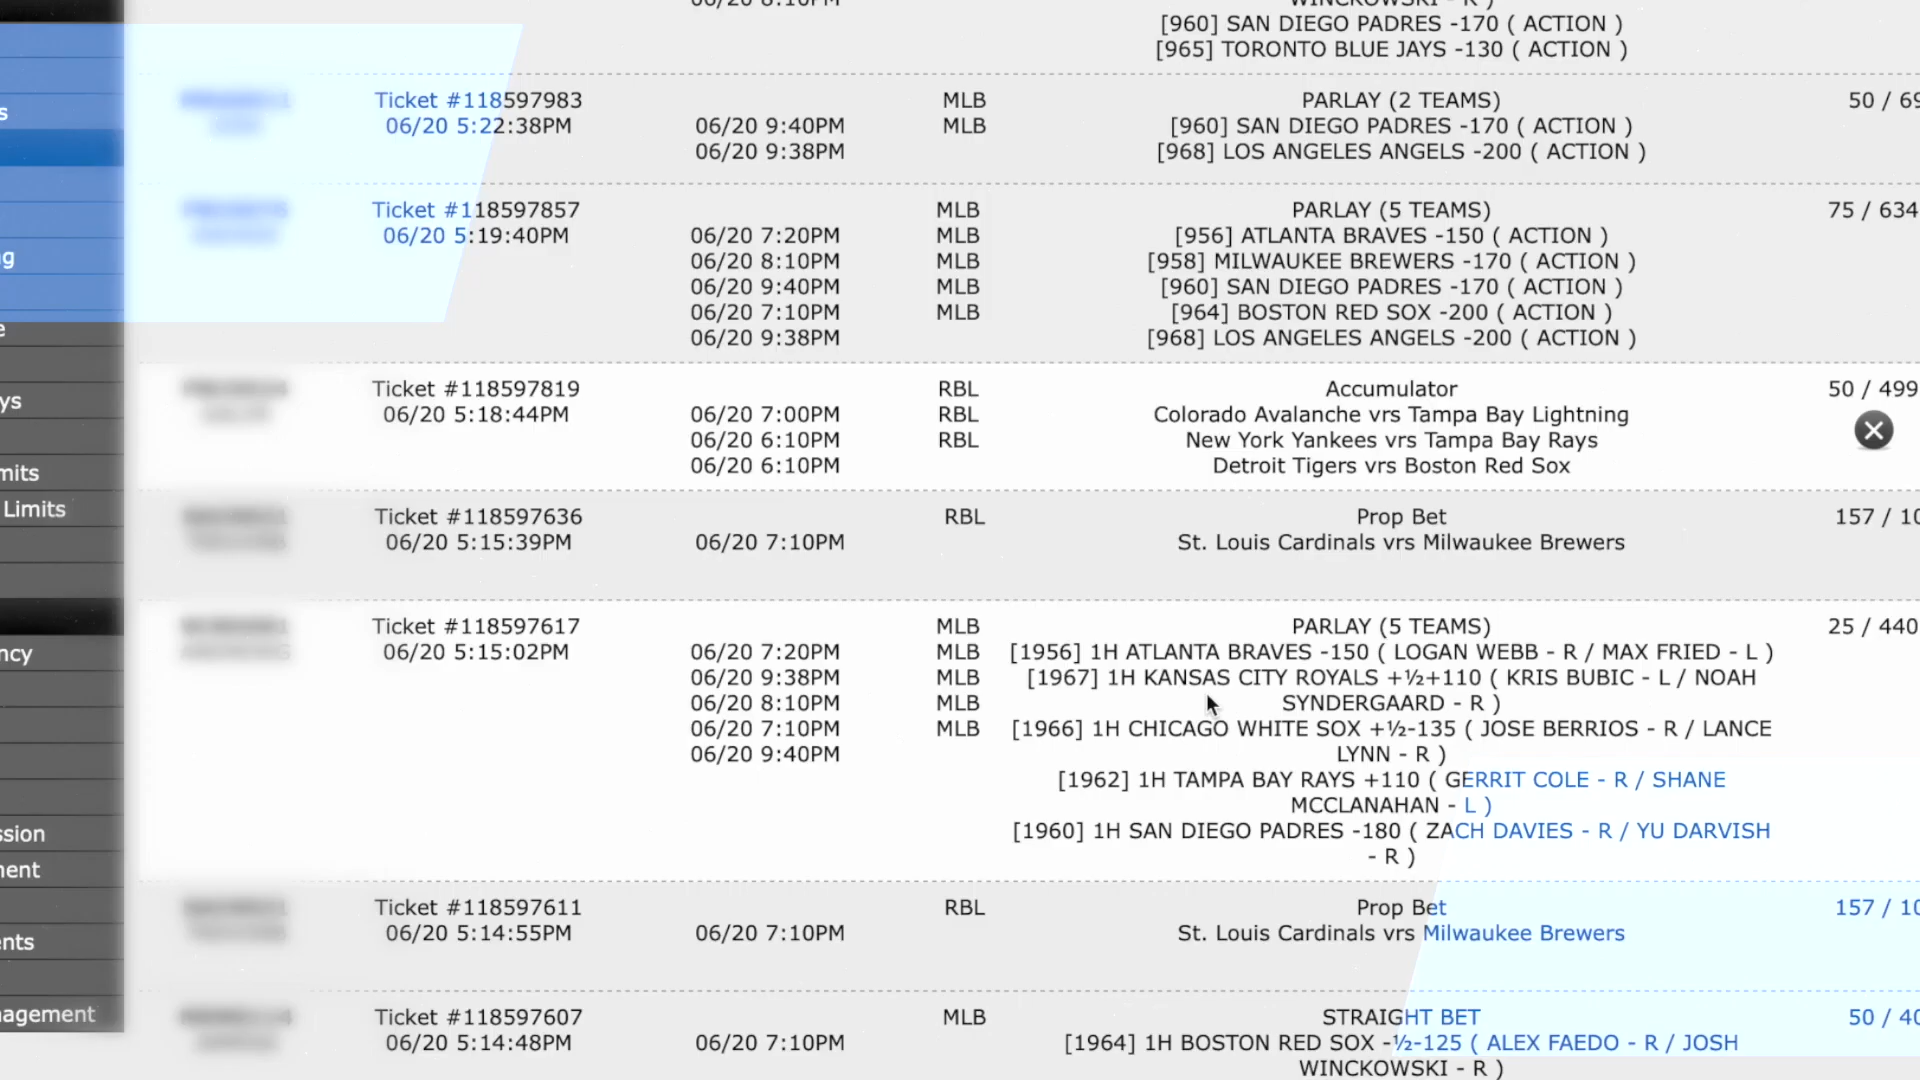 WINCKOWSKI - R )
[960] SAN DIEGO PADRES -170 ( ACTION )
[965] TORONTO BLUE JAYS -130 ( ACTION )
Ticket #118597983 MLB PARLAY (2 TEAMS) 50 / 69
06/20 5:22:38PM 06/20 9:40PM MLB [960] SAN DIEGO PADRES -170 ( ACTION )
06/20 9:38PM [968] LOS ANGELES ANGELS -200 ( ACTION )
Ticket #118597857 MLB PARLAY (5 TEAMS) 75 / 634
06/20 5:19:40PM 06/20 7:20PM MLB [956] ATLANTA BRAVES -150 ( ACTION )
06/20 8:10PM MLB [958] MILWAUKEE BREWERS -170 ( ACTION )
06/20 9:40PM MLB [960] SAN DIEGO PADRES -170 ( ACTION )
06/20 7:10PM MLB [964] BOSTON RED SOX -200 ( ACTION )
06/20 9:38PM [968] LOS ANGELES ANGELS -200 ( ACTION )
Ticket #118597819 RBL Accumulator 50 / 499
06/20 5:18:44PM 06/20 7:00PM RBL Colorado Avalanche vrs Tampa Bay Lightning
06/20 6:10PM RBL New York Yankees vrs Tampa Bay Rays
06/20 6:10PM Detroit Tigers vrs Boston Red Sox
Limits
Ticket #118597636 RBL Prop Bet 157 / 10
06/20 5:15:39PM 06/20 7:10PM St. Louis Cardinals vrs Milwaukee Brewers
Ticket #118597617 MLB PARLAY (5 TEAMS) 25 / 440
06/20 5:15:02PM 06/20 7:20PM MLB [1956] 1H ATLANTA BRAVES -150 ( LOGAN WEBB - R / MAX FRIED - L )
06/20 9:38PM MLB [1967] 1H KANSAS CITY ROYALS +½+110 ( KRIS BUBIC - L / NOAH
06/20 8:10PM MLB SYNDERGAARD - R )
06/20 7:10PM MLB [1966] 1H CHICAGO WHITE SOX +½-135 ( JOSE BERRIOS - R / LANCE
06/20 9:40PM LYNN - R )
[1962] 1H TAMPA BAY RAYS +110 ( GERRIT COLE - R / SHANE
MCCLANAHAN - L )
[1960] 1H SAN DIEGO PADRES -180 ( ZACH DAVIES - R / YU DARVISH
- R )
Ticket #118597611 RBL Prop Bet 157 / 10
06/20 5:14:55PM 06/20 7:10PM St. Louis Cardinals vrs Milwaukee Brewers
Ticket #118597607 MLB STRAIGHT BET 50 / 40
06/20 5:14:48PM 06/20 7:10PM [1964] 1H BOSTON RED SOX -½-125 ( ALEX FAEDO - R / JOSH
WINCKOWSKI - R )